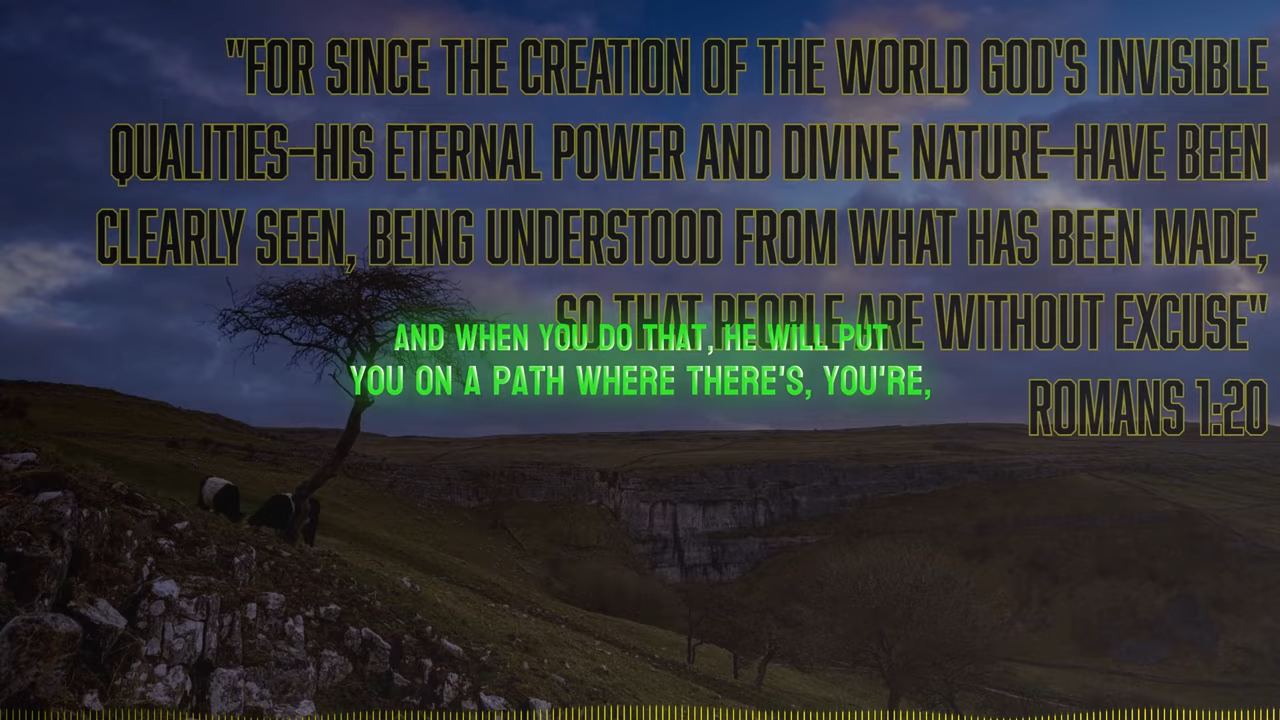 "FOR SINCE THE CREATION OF THE WORLD GOD'S INVISIBLE
QUALITIES—HIS ETERNAL POWER AND DIVINE NATURE—HAVE BEEN
CLEARLY SEEN, BEING UNDERSTOOD FROM WHAT HAS BEEN MADE,
SO THAT PEOPLE ARE WITHOUT EXCUSE"
AND WHEN YOU DO THAT, HE WILL PUT
YOU ON A PATH WHERE THERE'S, YOU'RE,
ROMANS 1:20